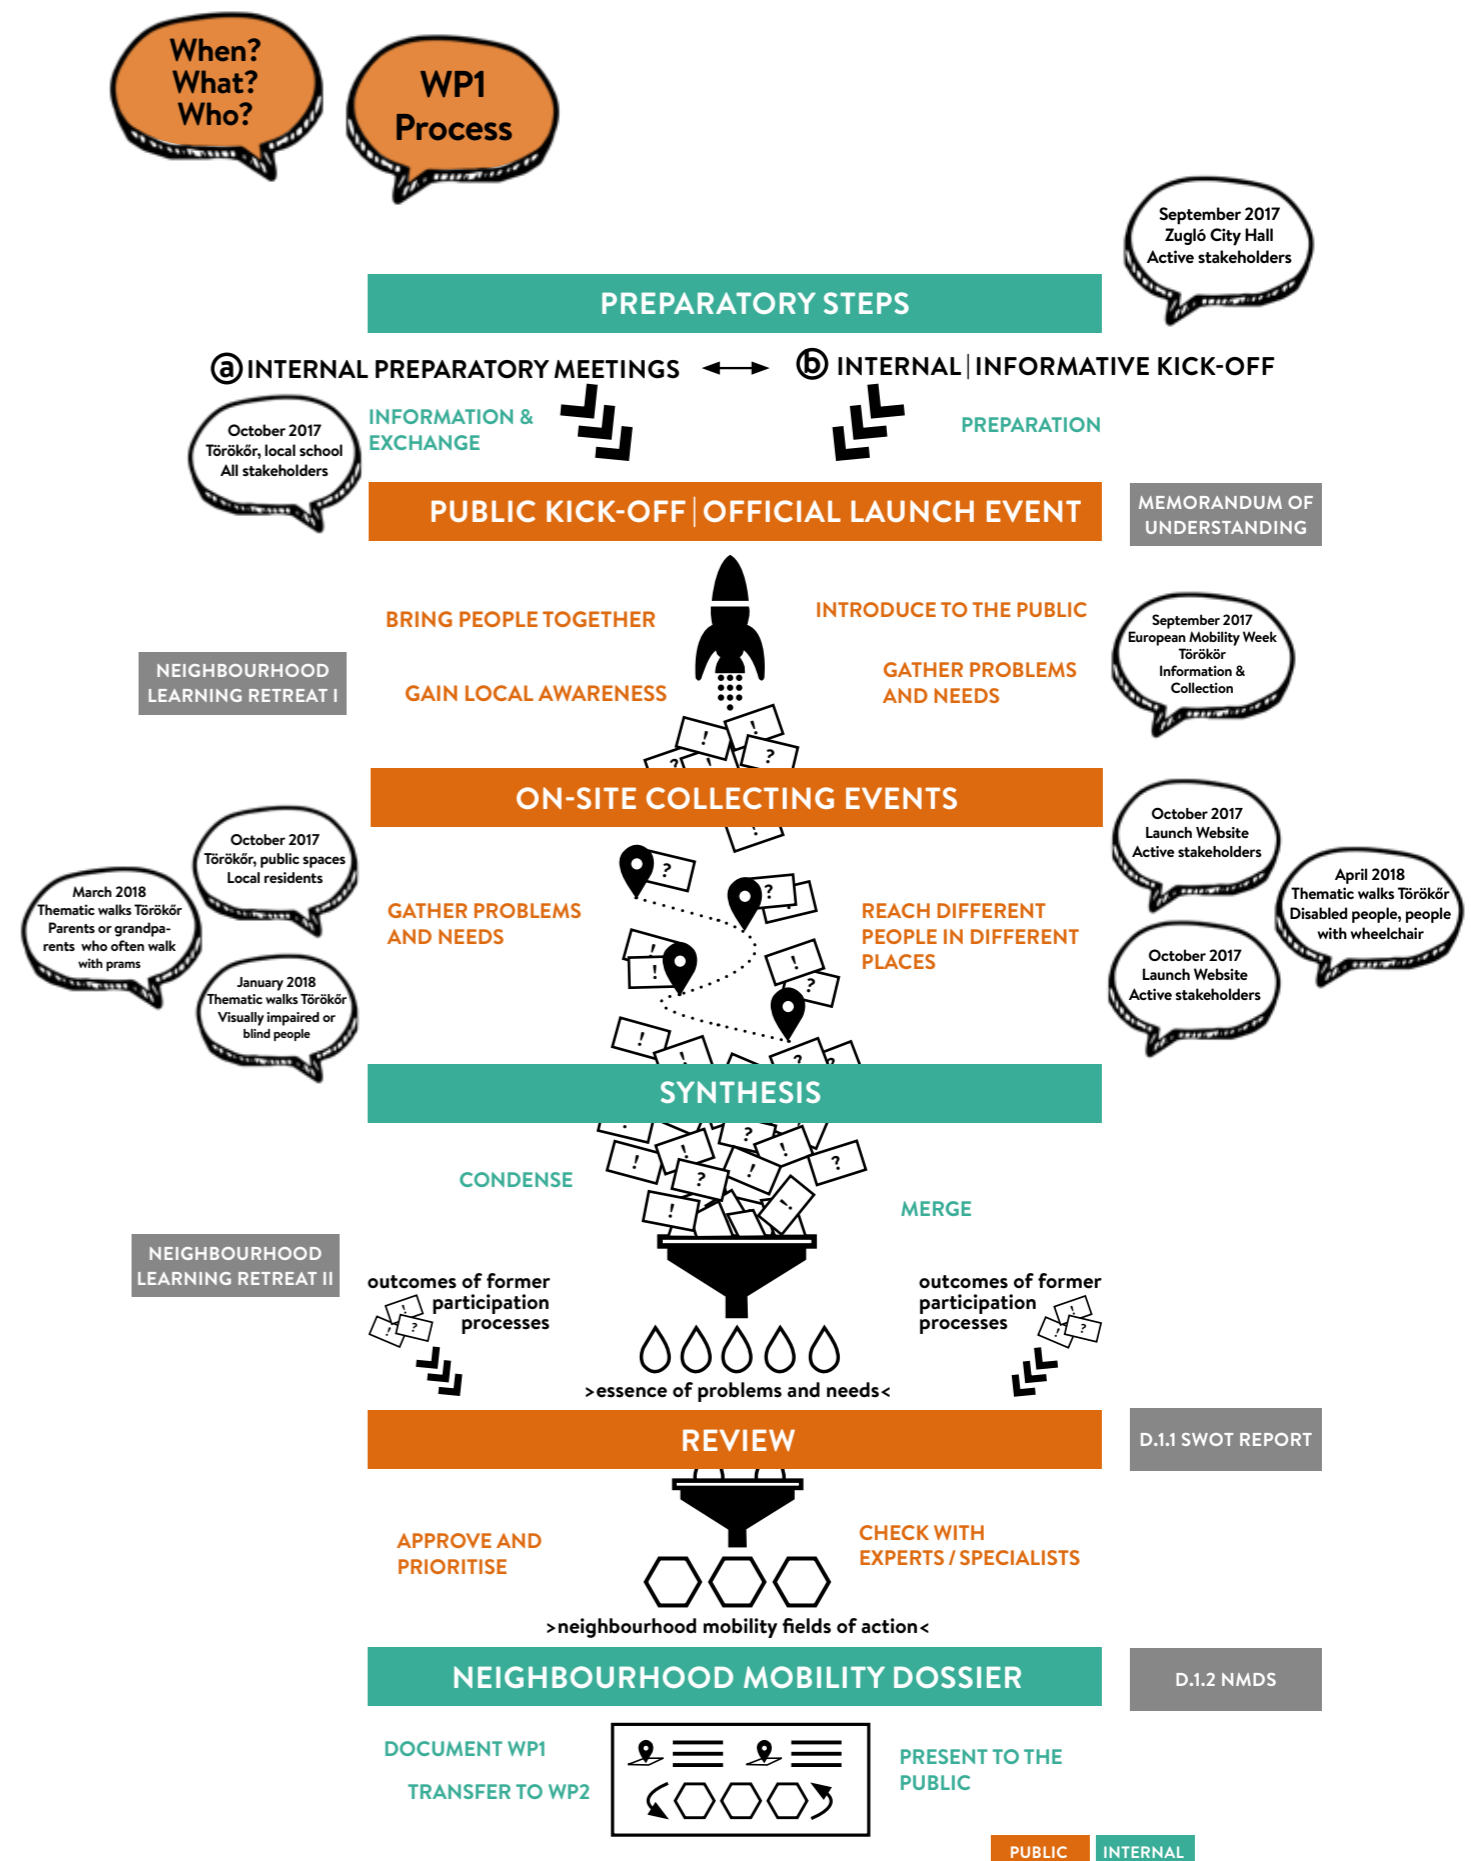 When?
What?
Who?
WP1
Process
September 2017
Zugló City Hall
Active stakeholders
PREPARATORY STEPS
a INTERNAL PREPARATORY MEETINGS
b INTERNAL | INFORMATIVE KICK-OFF
October 2017
Törökőr, local school
All stakeholders
INFORMATION &
EXCHANGE
PREPARATION
PUBLIC KICK-OFF | OFFICIAL LAUNCH EVENT
MEMORANDUM OF
UNDERSTANDING
BRING PEOPLE TOGETHER
INTRODUCE TO THE PUBLIC
NEIGHBOURHOOD
LEARNING RETREAT I
GAIN LOCAL AWARENESS
GATHER PROBLEMS
AND NEEDS
September 2017
European Mobility Week
Törökör
Information &
Collection
ON-SITE COLLECTING EVENTS
October 2017
Törökőr, public spaces
Local residents
March 2018
Thematic walks Törökőr
Parents or grandpa-
rents who often walk
with prams
January 2018
Thematic walks Törökőr
Visually impaired or
blind people
GATHER PROBLEMS
AND NEEDS
REACH DIFFERENT
PEOPLE IN DIFFERENT
PLACES
October 2017
Launch Website
Active stakeholders
April 2018
Thematic walks Törökőr
Disabled people, people
with wheelchair
October 2017
Launch Website
Active stakeholders
SYNTHESIS
CONDENSE
MERGE
NEIGHBOURHOOD
LEARNING RETREAT II
outcomes of former
participation
processes
outcomes of former
participation
processes
>essence of problems and needs<
REVIEW
D.1.1 SWOT REPORT
APPROVE AND
PRIORITISE
CHECK WITH
EXPERTS / SPECIALISTS
>neighbourhood mobility fields of action<
NEIGHBOURHOOD MOBILITY DOSSIER
D.1.2 NMDS
DOCUMENT WP1
TRANSFER TO WP2
PRESENT TO THE
PUBLIC
PUBLIC
INTERNAL